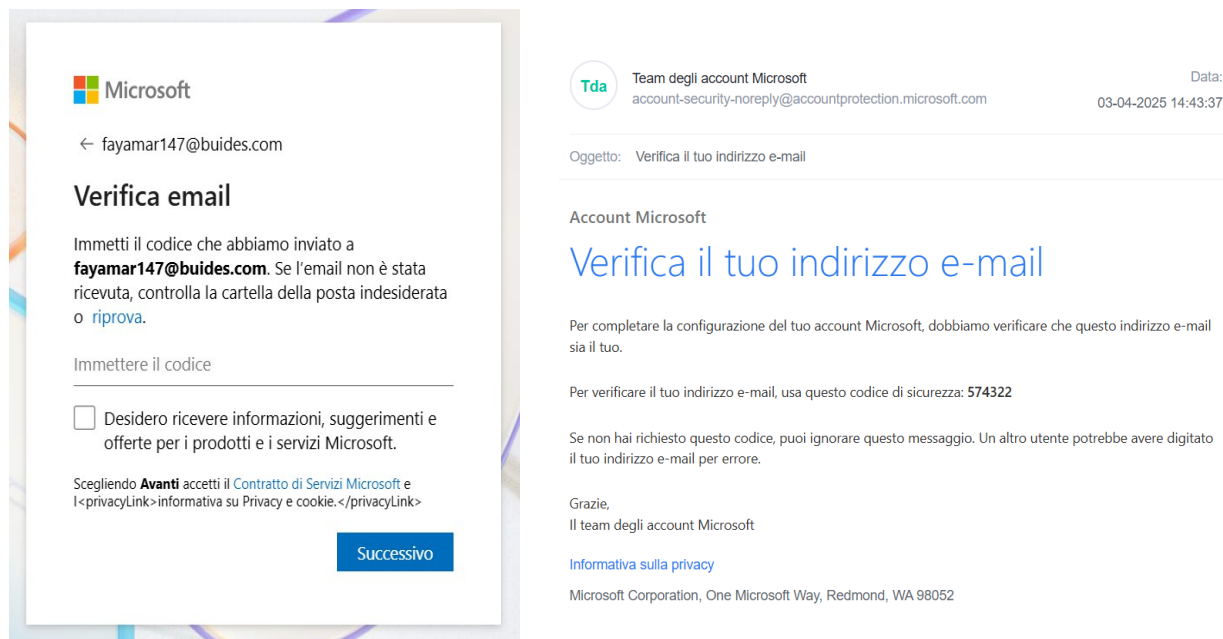 Microsoft
← fayamar147@buides.com
Verifica email
Immetti il codice che abbiamo inviato a
fayamar147@buides.com. Se l'email non è stata
ricevuta, controlla la cartella della posta indesiderata
o riprova.
Immettere il codice
Desidero ricevere informazioni, suggerimenti e
offerte per i prodotti e i servizi Microsoft.
Scegliendo Avanti accetti il Contratto di Servizi Microsoft e
l<privacyLink>informativa su Privacy e cookie.</privacyLink>
Successivo
Tda
Team degli account Microsoft
account-security-noreply@accountprotection.microsoft.com
Data:
03-04-2025 14:43:37
Oggetto: Verifica il tuo indirizzo e-mail
Account Microsoft
Verifica il tuo indirizzo e-mail
Per completare la configurazione del tuo account Microsoft, dobbiamo verificare che questo indirizzo e-mail
sia il tuo.
Per verificare il tuo indirizzo e-mail, usa questo codice di sicurezza: 574322
Se non hai richiesto questo codice, puoi ignorare questo messaggio. Un altro utente potrebbe avere digitato
il tuo indirizzo e-mail per errore.
Grazie,
Il team degli account Microsoft
Informativa sulla privacy
Microsoft Corporation, One Microsoft Way, Redmond, WA 98052